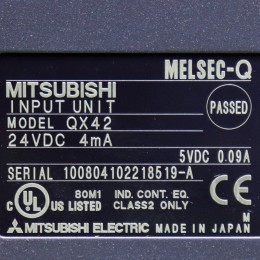 MELSEC-Q
MITSUBISHI
INPUT UNIT
PASSED
MODEL QX42
24VDC 4mA
5VDC 0.09A
SERIAL 100804102218519-A
c UL US LISTED 80M1 IND. CONT. EQ. CE
CLASS2 ONLY
M
MITSUBISHI ELECTRIC MADE IN JAPAN